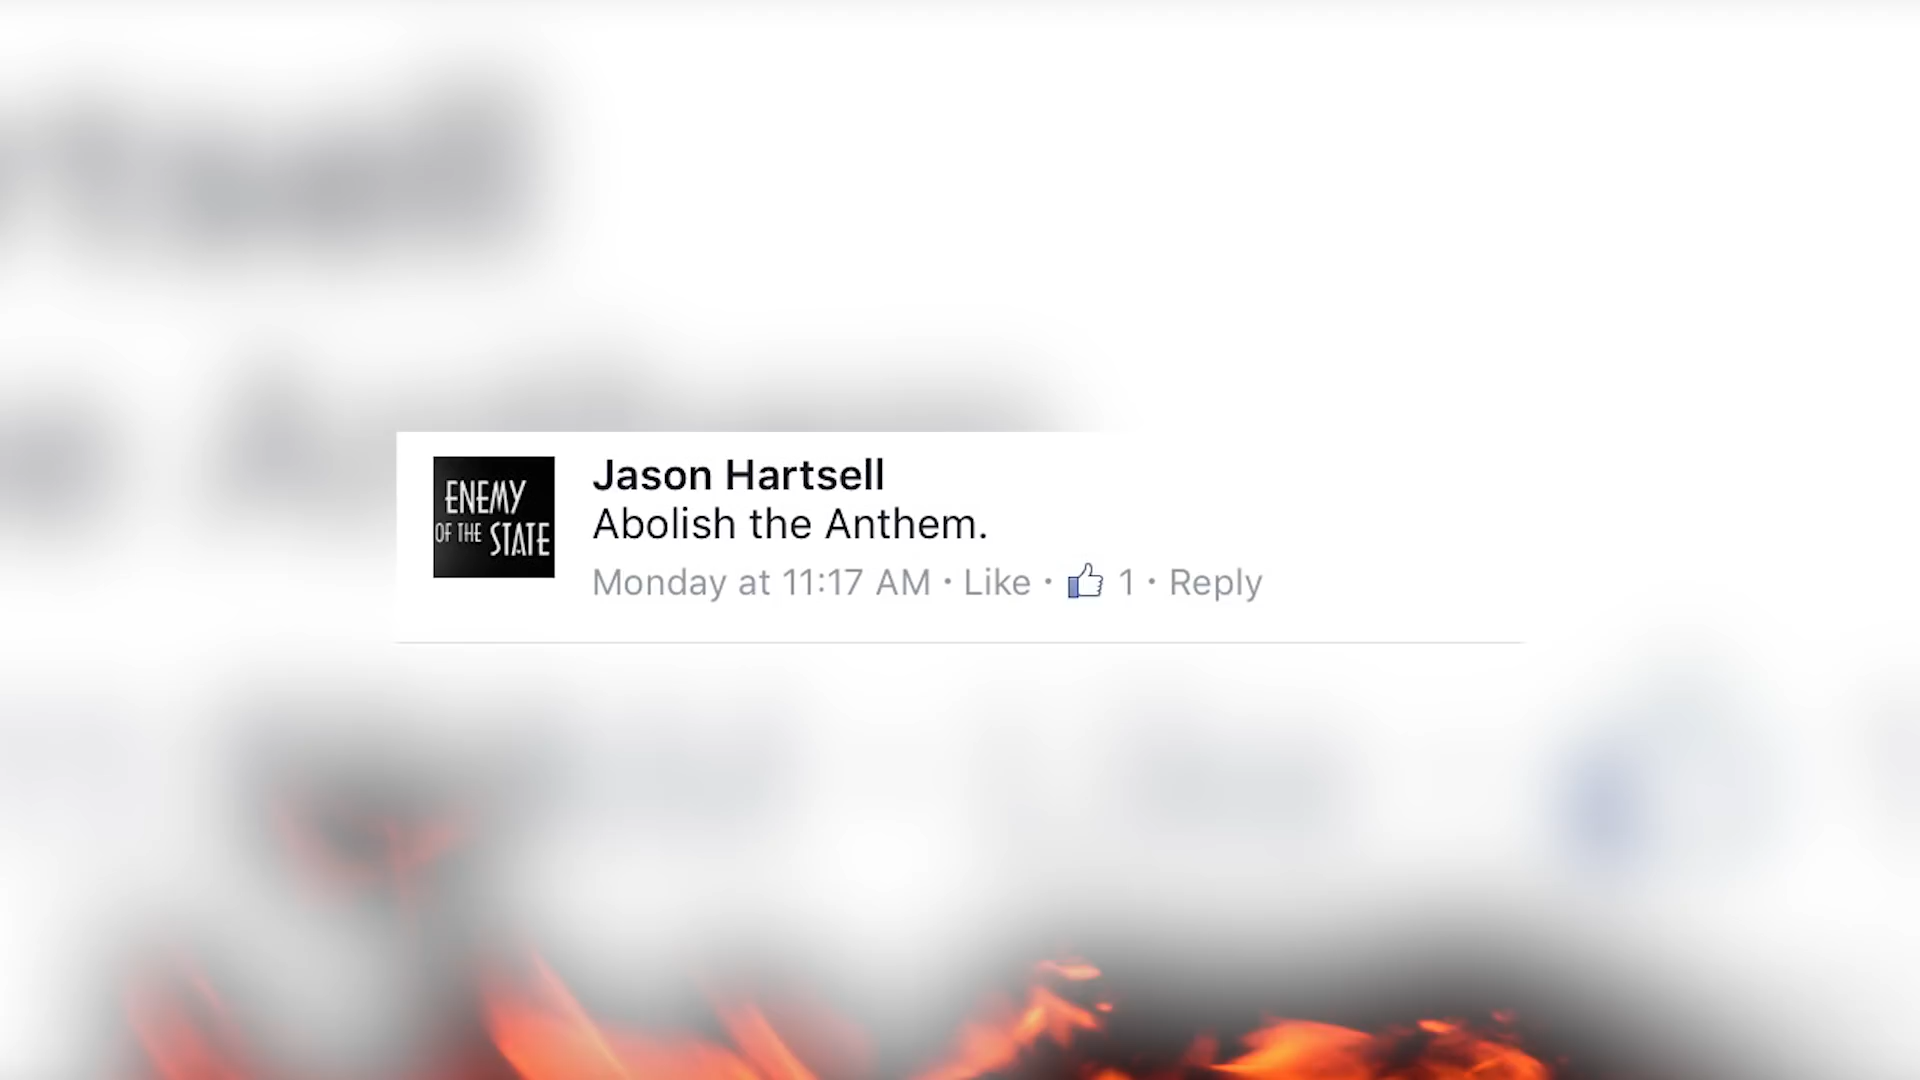 ENEMY
OF THE STATE
Jason Hartsell
Abolish the Anthem.
Monday at 11:17 AM · Like · 1 · Reply